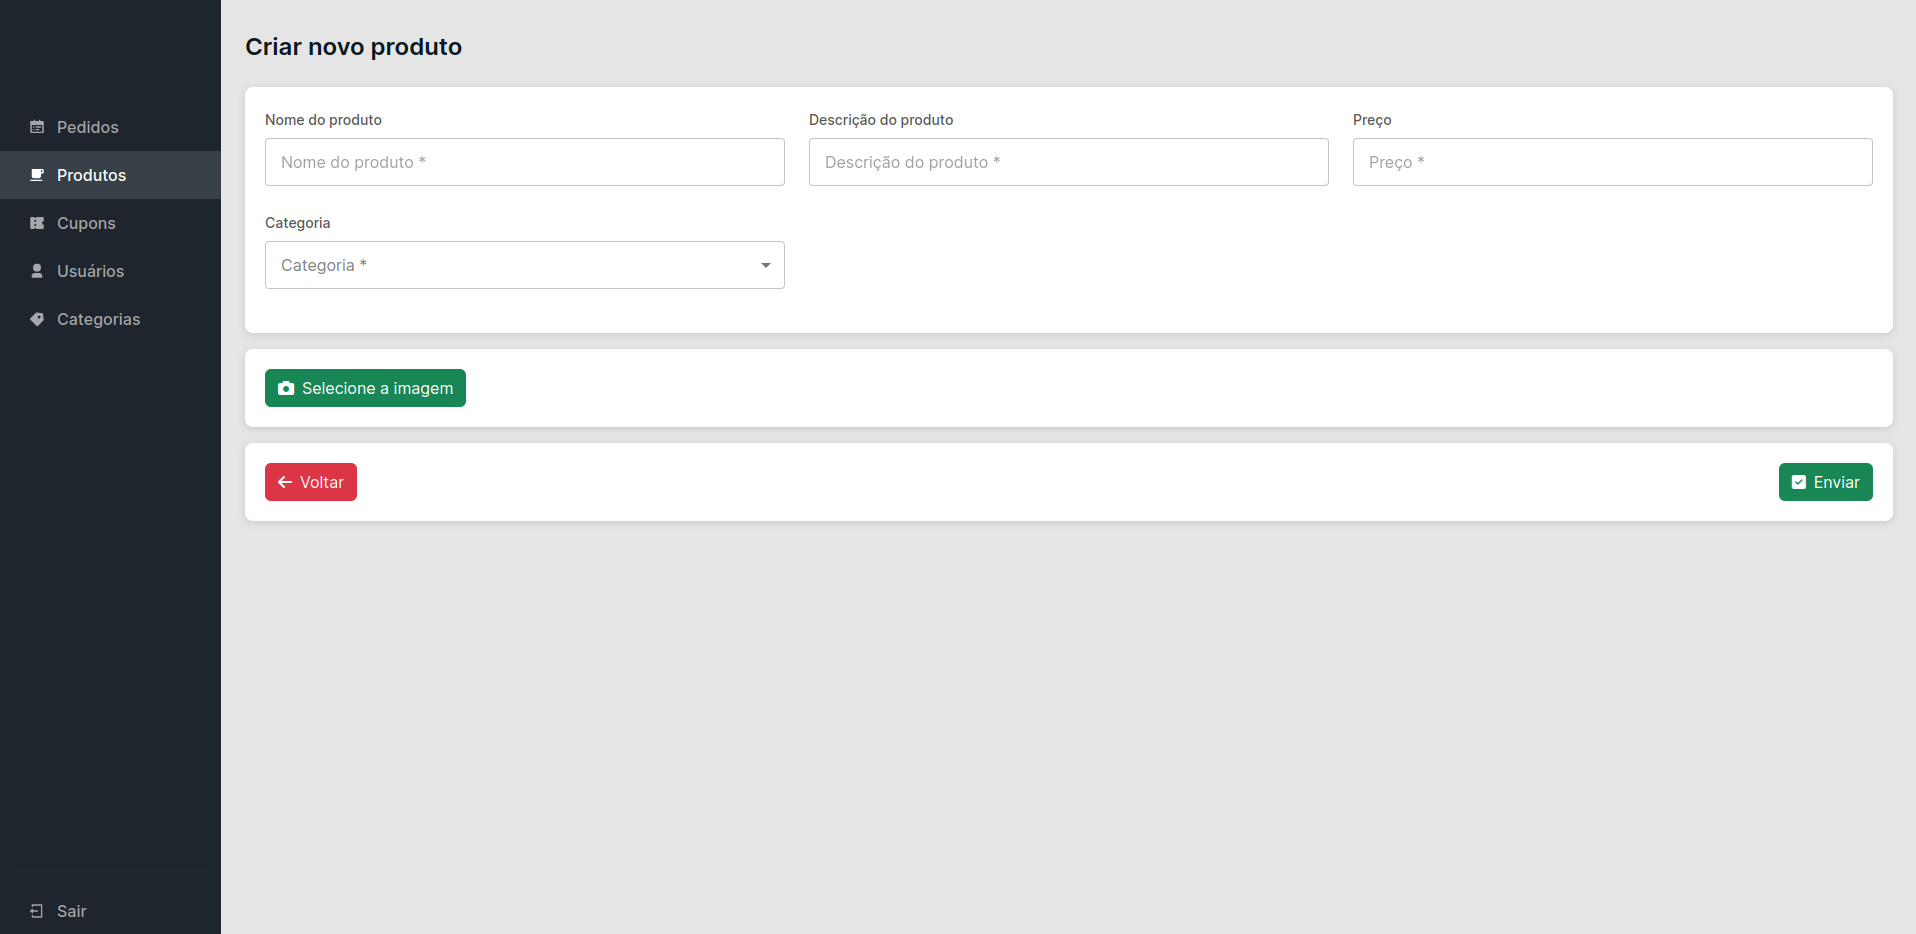 Pedidos
Produtos
Cupons
Usuários
Categorias
Sair
Criar novo produto
Nome do produto
Nome do produto *
Descrição do produto
Descrição do produto *
Preço
Preço *
Categoria
Categoria *
Selecione a imagem
Voltar
Enviar